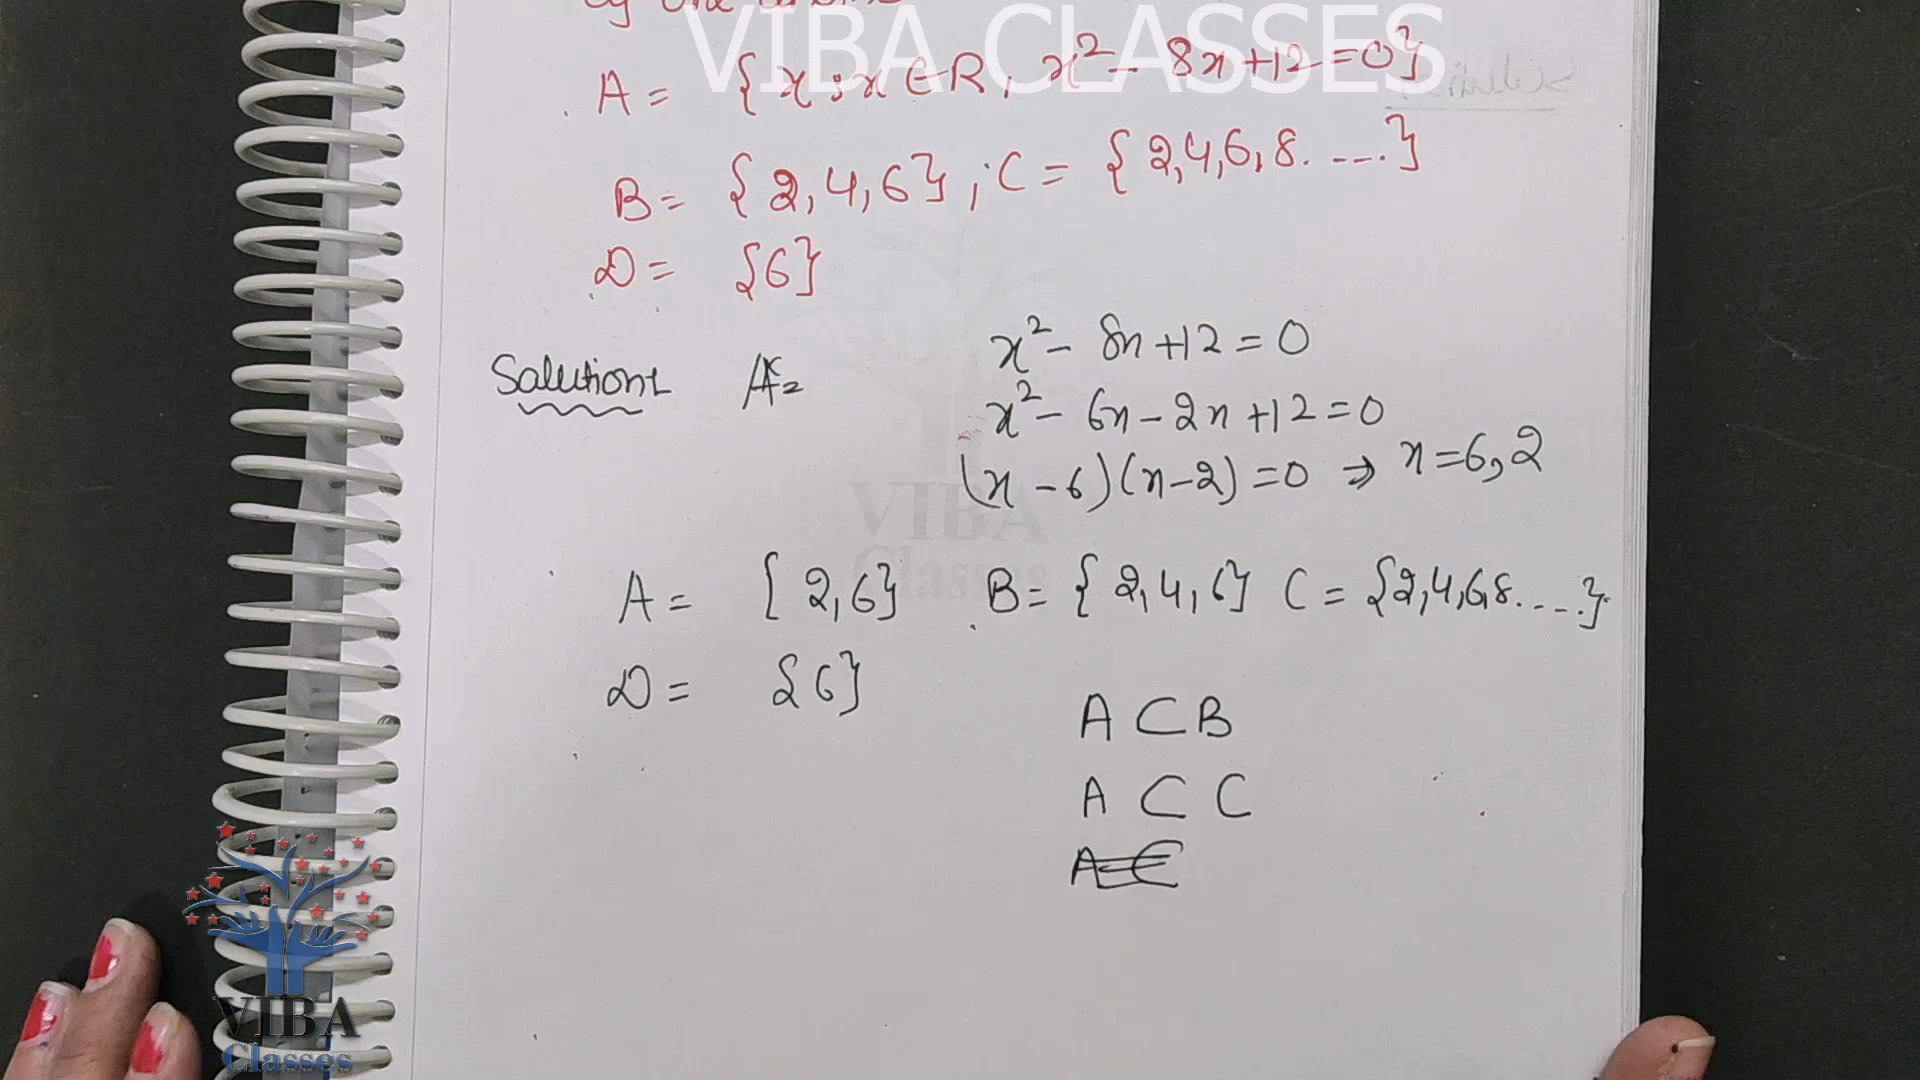 VIBA CLASSES
A = {x : x ∈ R, x² - 8x + 12 = 0}
B = {2, 4, 6} ; C = {2, 4, 6, 8. ....}
D = {6}
Solution A =
x² - 8x + 12 = 0
x² - 6x - 2x + 12 = 0
(x - 6)(x - 2) = 0 ⇒ x = 6, 2
A = {2, 6} B = {2, 4, 6} C = {2, 4, 6, 8. ....}
D = {6}
A ⊂ B
A ⊂ C
VIBA
Classes
VIBA
Classes